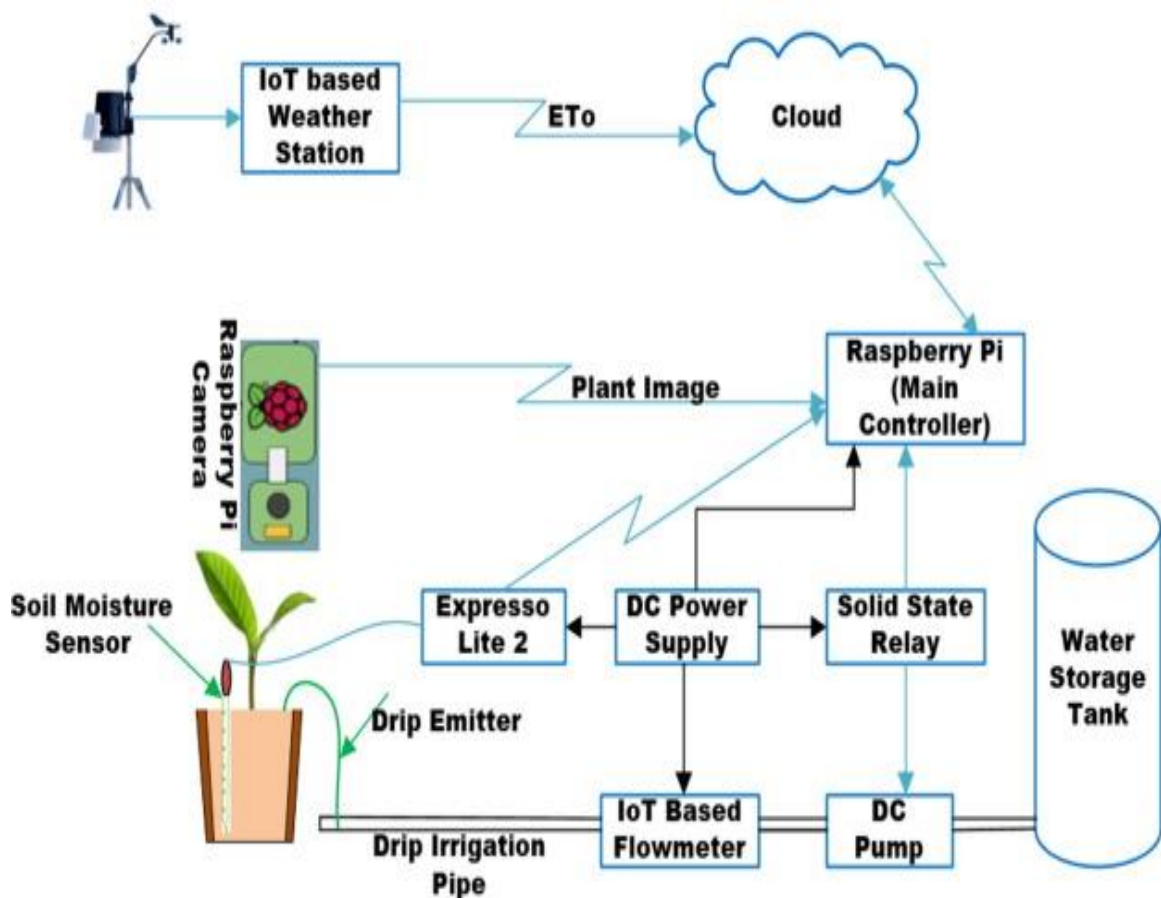 IoT based
Weather
Station
ETo
Cloud
Raspberry Pi
Camera
Plant Image
Raspberry Pi
(Main
Controller)
Soil Moisture
Sensor
Expresso
Lite 2
DC Power
Supply
Solid State
Relay
Water
Storage
Tank
Drip Emitter
IoT Based
Flowmeter
DC
Pump
Drip Irrigation
Pipe